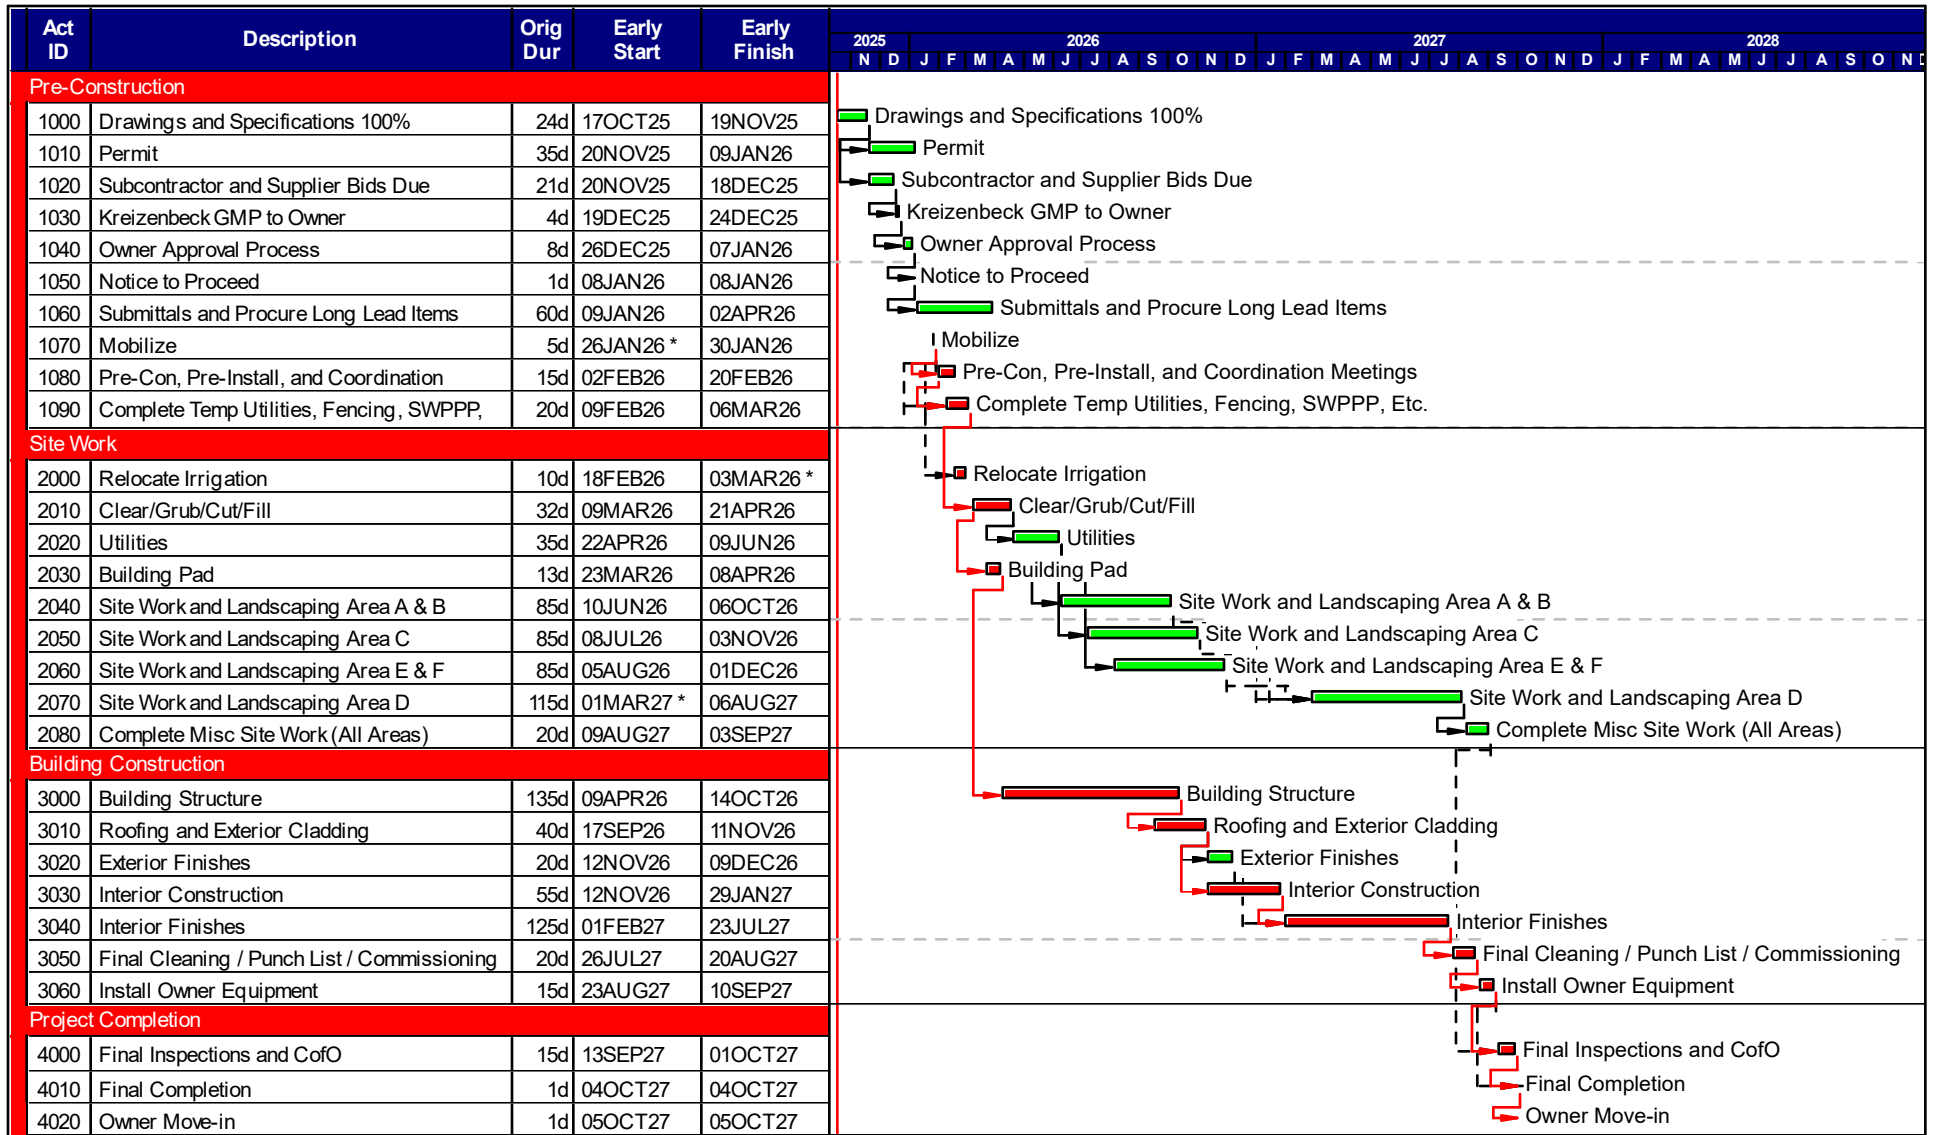 Act ID Description Orig Dur Early Start Early Finish
2025 2026 2027 2028
N D J F M A M J J A S O N D J F M A M J J A S O N D J F M A M J J A S O N D
Pre-Construction
1000 Drawings and Specifications 100% 24d 17OCT25 19NOV25 Drawings and Specifications 100%
1010 Permit 35d 20NOV25 09JAN26 Permit
1020 Subcontractor and Supplier Bids Due 21d 20NOV25 18DEC25 Subcontractor and Supplier Bids Due
1030 Kreizenbeck GMP to Owner 4d 19DEC25 24DEC25 Kreizenbeck GMP to Owner
1040 Owner Approval Process 8d 26DEC25 07JAN26 Owner Approval Process
1050 Notice to Proceed 1d 08JAN26 08JAN26 Notice to Proceed
1060 Submittals and Procure Long Lead Items 60d 09JAN26 02APR26 Submittals and Procure Long Lead Items
1070 Mobilize 5d 26JAN26 * 30JAN26 Mobilize
1080 Pre-Con, Pre-Install, and Coordination 15d 02FEB26 20FEB26 Pre-Con, Pre-Install, and Coordination Meetings
1090 Complete Temp Utilities, Fencing, SWPPP, 20d 09FEB26 06MAR26 Complete Temp Utilities, Fencing, SWPPP, Etc.
Site Work
2000 Relocate Irrigation 10d 18FEB26 03MAR26 * Relocate Irrigation
2010 Clear/Grub/Cut/Fill 32d 09MAR26 21APR26 Clear/Grub/Cut/Fill
2020 Utilities 35d 22APR26 09JUN26 Utilities
2030 Building Pad 13d 23MAR26 08APR26 Building Pad
2040 Site Work and Landscaping Area A & B 85d 10JUN26 06OCT26 Site Work and Landscaping Area A & B
2050 Site Work and Landscaping Area C 85d 08JUL26 03NOV26 Site Work and Landscaping Area C
2060 Site Work and Landscaping Area E & F 85d 05AUG26 01DEC26 Site Work and Landscaping Area E & F
2070 Site Work and Landscaping Area D 115d 01MAR27 * 06AUG27 Site Work and Landscaping Area D
2080 Complete Misc Site Work (All Areas) 20d 09AUG27 03SEP27 Complete Misc Site Work (All Areas)
Building Construction
3000 Building Structure 135d 09APR26 14OCT26 Building Structure
3010 Roofing and Exterior Cladding 40d 17SEP26 11NOV26 Roofing and Exterior Cladding
3020 Exterior Finishes 20d 12NOV26 09DEC26 Exterior Finishes
3030 Interior Construction 55d 12NOV26 29JAN27 Interior Construction
3040 Interior Finishes 125d 01FEB27 23JUL27 Interior Finishes
3050 Final Cleaning / Punch List / Commissioning 20d 26JUL27 20AUG27 Final Cleaning / Punch List / Commissioning
3060 Install Owner Equipment 15d 23AUG27 10SEP27 Install Owner Equipment
Project Completion
4000 Final Inspections and CofO 15d 13SEP27 01OCT27 Final Inspections and CofO
4010 Final Completion 1d 04OCT27 04OCT27 Final Completion
4020 Owner Move-in 1d 05OCT27 05OCT27 Owner Move-in